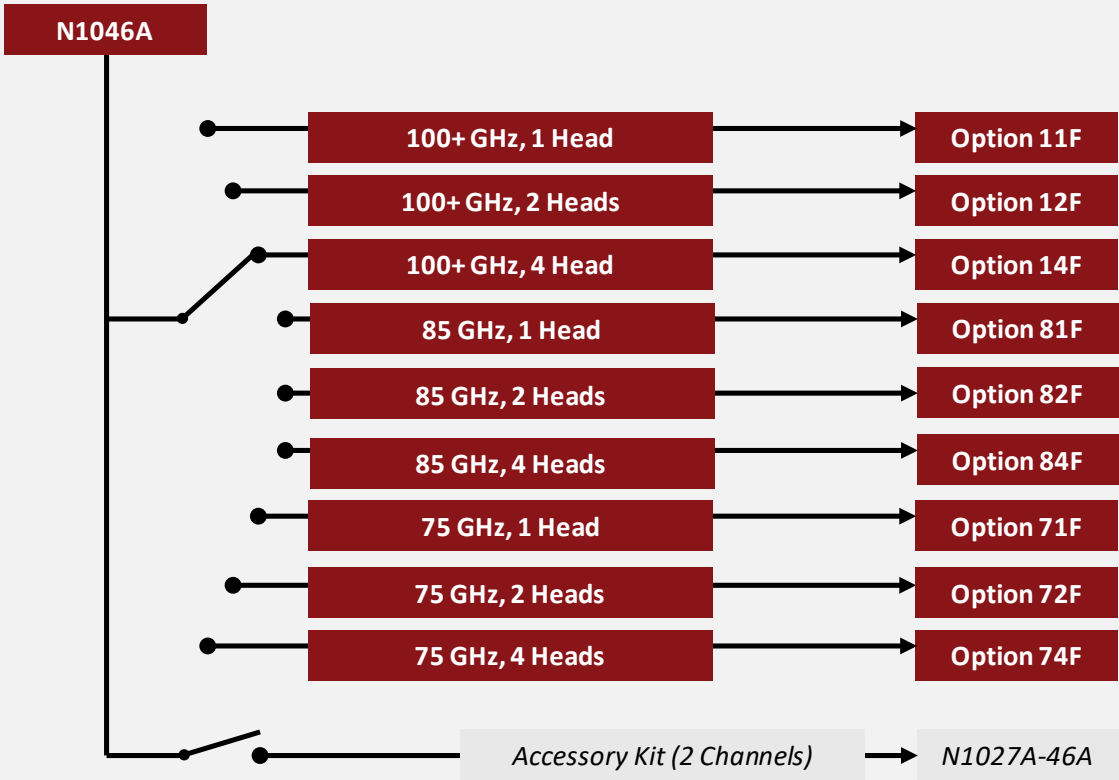 N1046A
100+ GHz, 1 Head Option 11F
100+ GHz, 2 Heads Option 12F
100+ GHz, 4 Head Option 14F
85 GHz, 1 Head Option 81F
85 GHz, 2 Heads Option 82F
85 GHz, 4 Heads Option 84F
75 GHz, 1 Head Option 71F
75 GHz, 2 Heads Option 72F
75 GHz, 4 Heads Option 74F
Accessory Kit (2 Channels) N1027A-46A